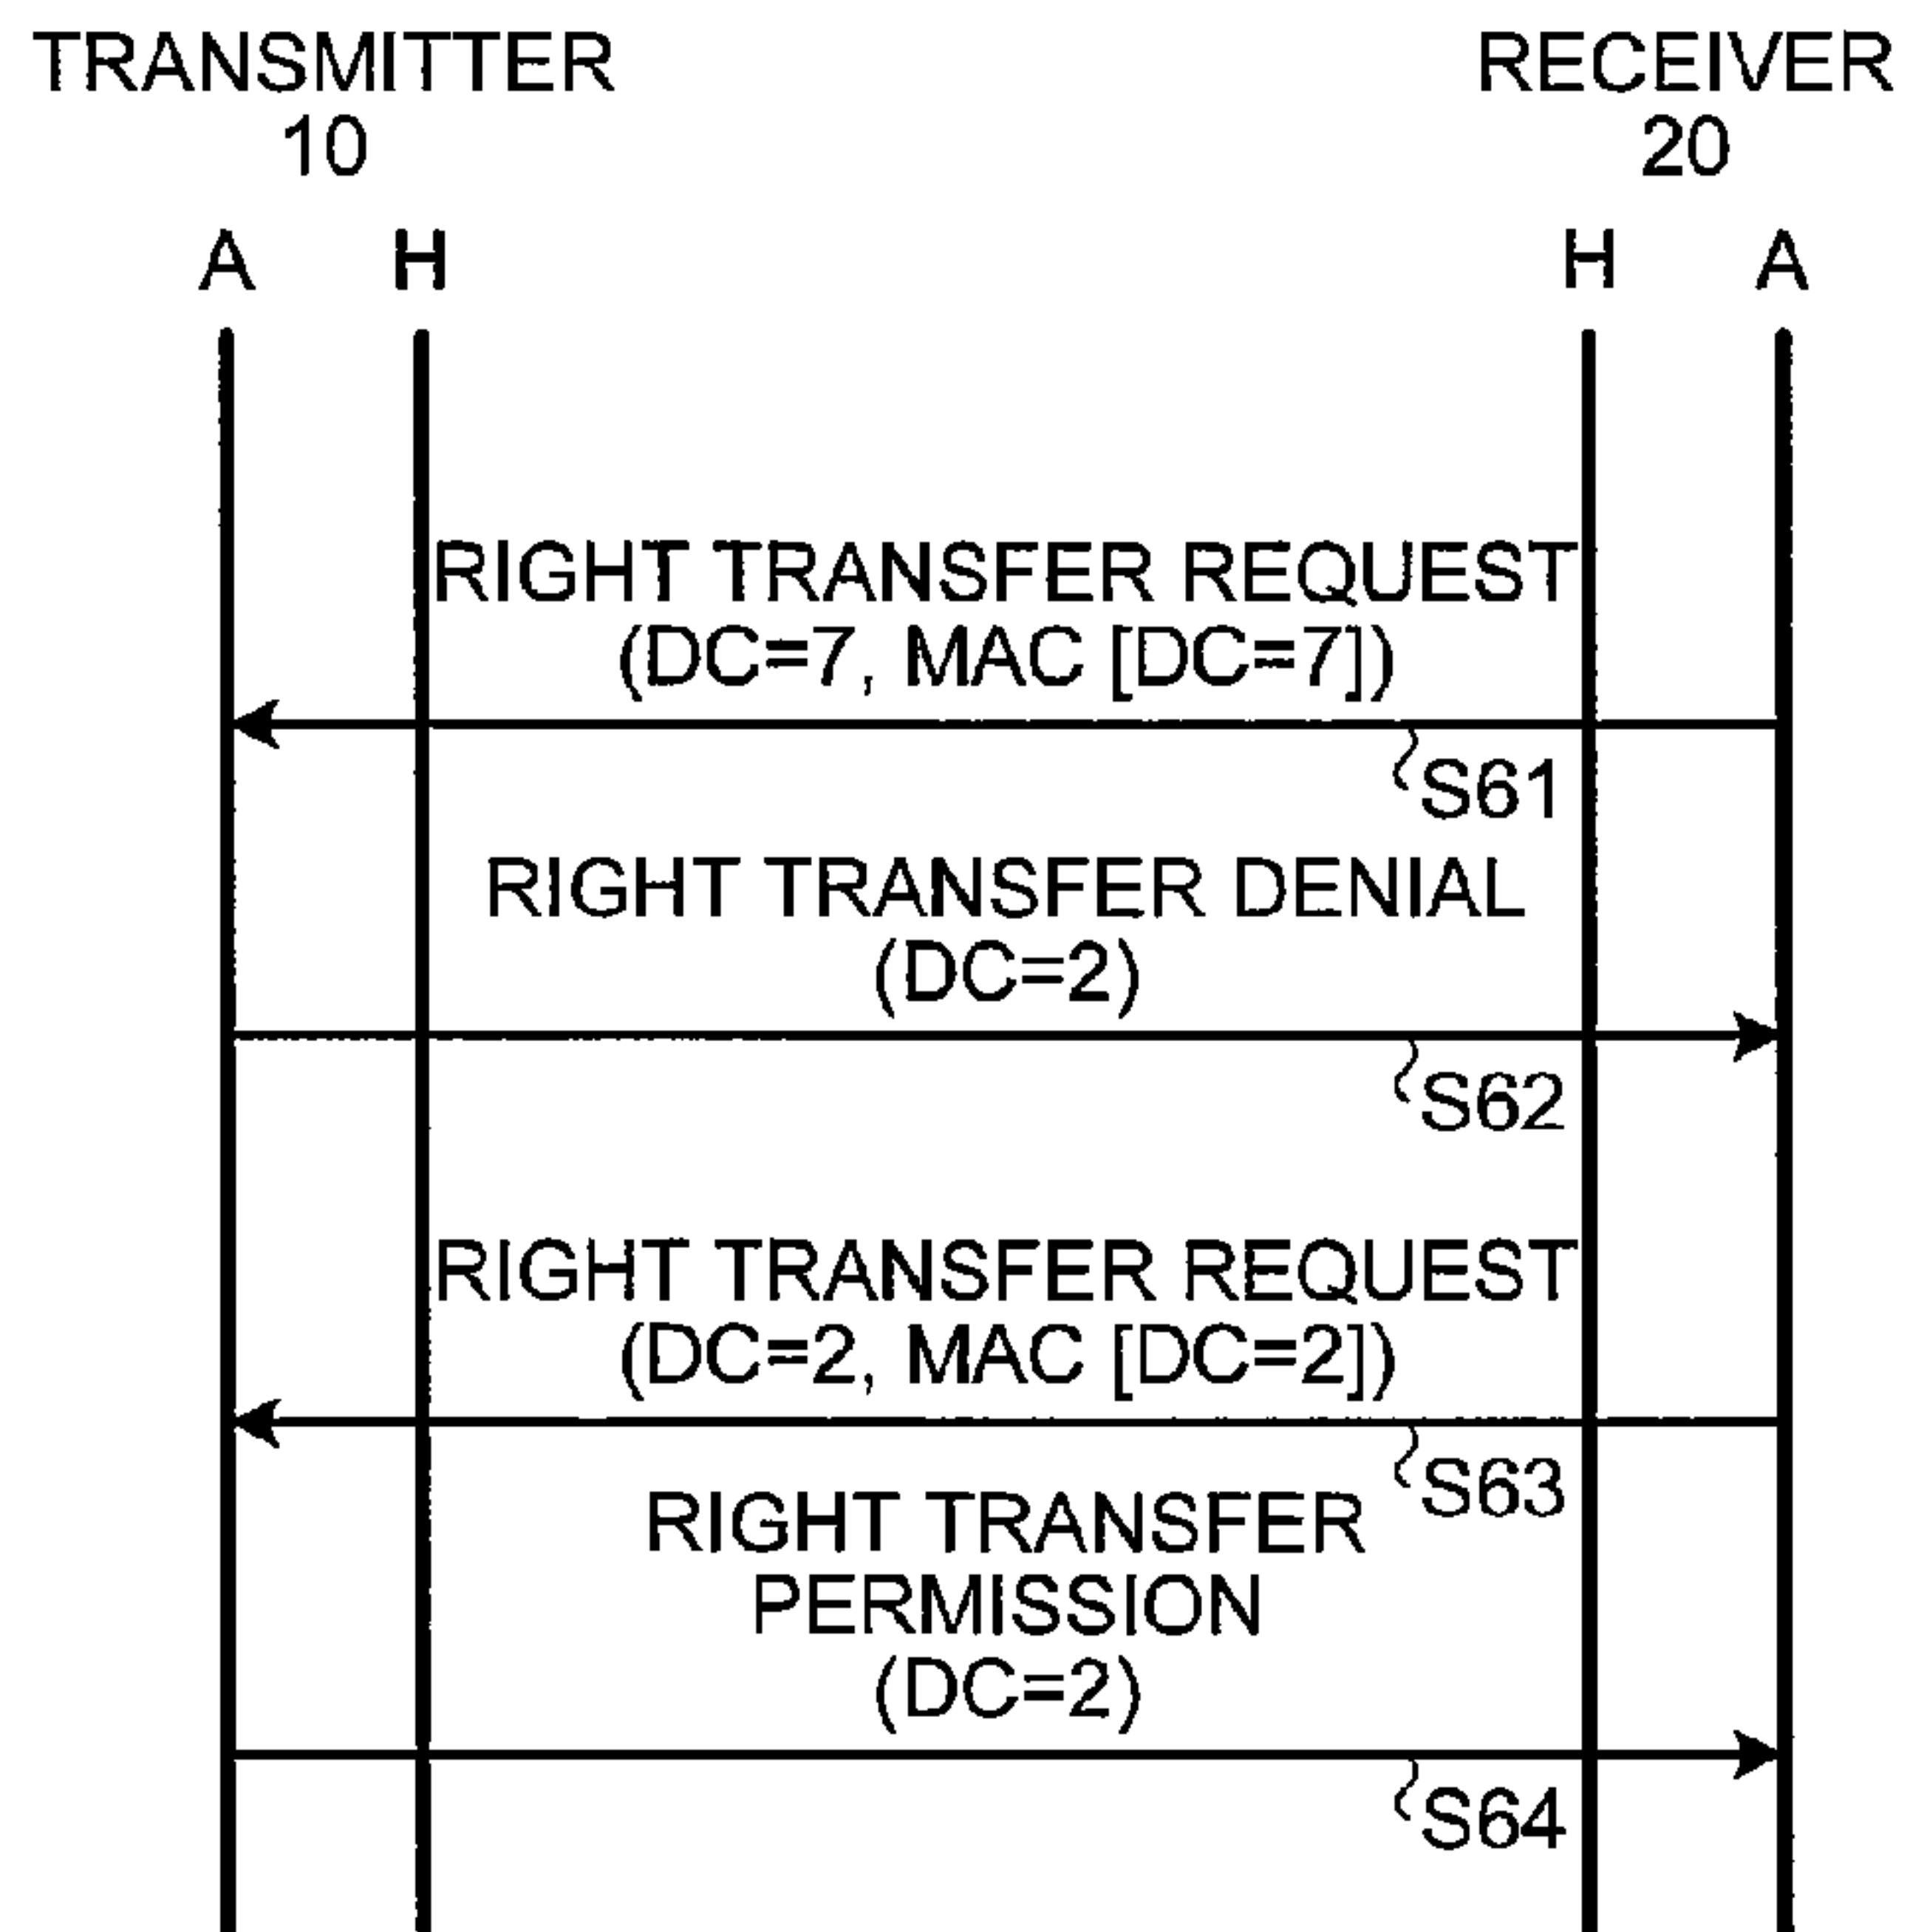 TRANSMITTER
10
RECEIVER
20
A
H
H
A
RIGHT TRANSFER REQUEST
(DC=7, MAC [DC=7])
S61
RIGHT TRANSFER DENIAL
(DC=2)
S62
RIGHT TRANSFER REQUEST
(DC=2, MAC [DC=2])
S63
RIGHT TRANSFER
PERMISSION
(DC=2)
S64